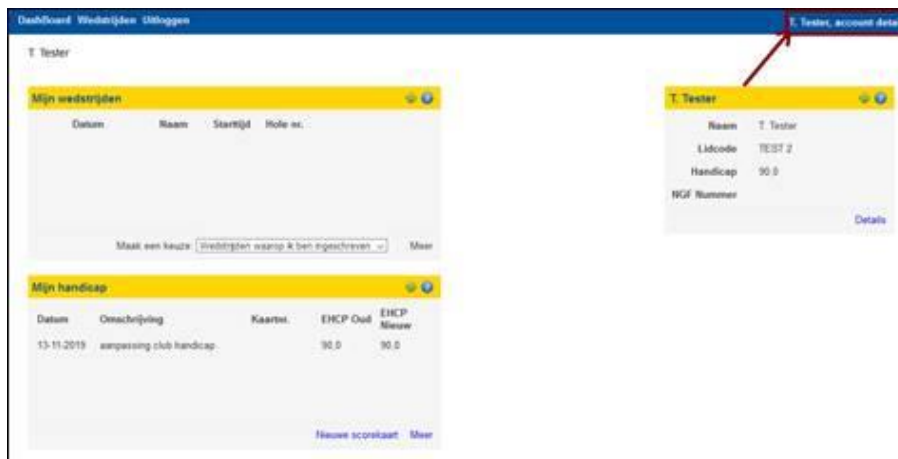 DashBoard Wedstrijden Uitloggen
T. Tester, account detai
T. Tester
Mijn wedstrijden
Datum Naam Starttijd Hole nr.
Maak een keuze: Wedstrijden waarop ik ben ingeschreven Meer
Mijn handicap
Datum Omschrijving Kaartnr. EHCP Oud EHCP Nieuw
13-11-2019 aanpassing club handicap 90,0 90,0
Nieuwe scorekaart Meer
T. Tester
Naam T. Tester
Lidcode TEST 2
Handicap 90.0
NGF Nummer
Details